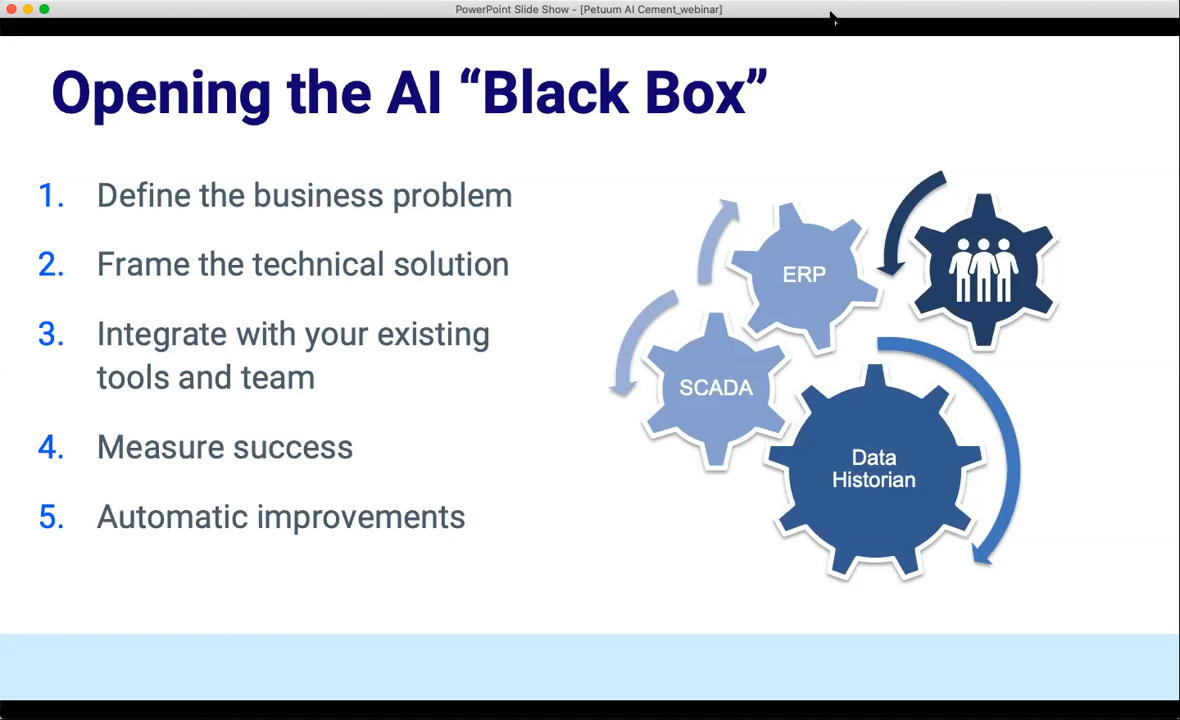 PowerPoint Slide Show - [Petuum AI Cement_webinar]
Opening the AI “Black Box”
1. Define the business problem
2. Frame the technical solution
3. Integrate with your existing
tools and team
4. Measure success
5. Automatic improvements
ERP
SCADA
Data
Historian